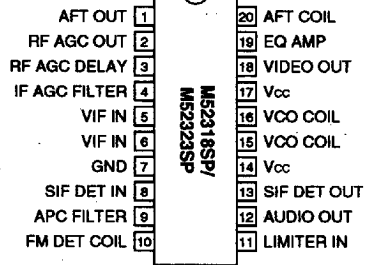 AFT OUT 1
RF AGC OUT 2
RF AGC DELAY 3
IF AGC FILTER 4
VIF IN 5
VIF IN 6
GND 7
SIF DET IN 8
APC FILTER 9
FM DET COIL 10
M52318SP/
M52323SP
20 AFT COIL
19 EQ AMP
18 VIDEO OUT
17 Vcc
16 VCO COIL
15 VCO COIL
14 Vcc
13 SIF DET OUT
12 AUDIO OUT
11 LIMITER IN